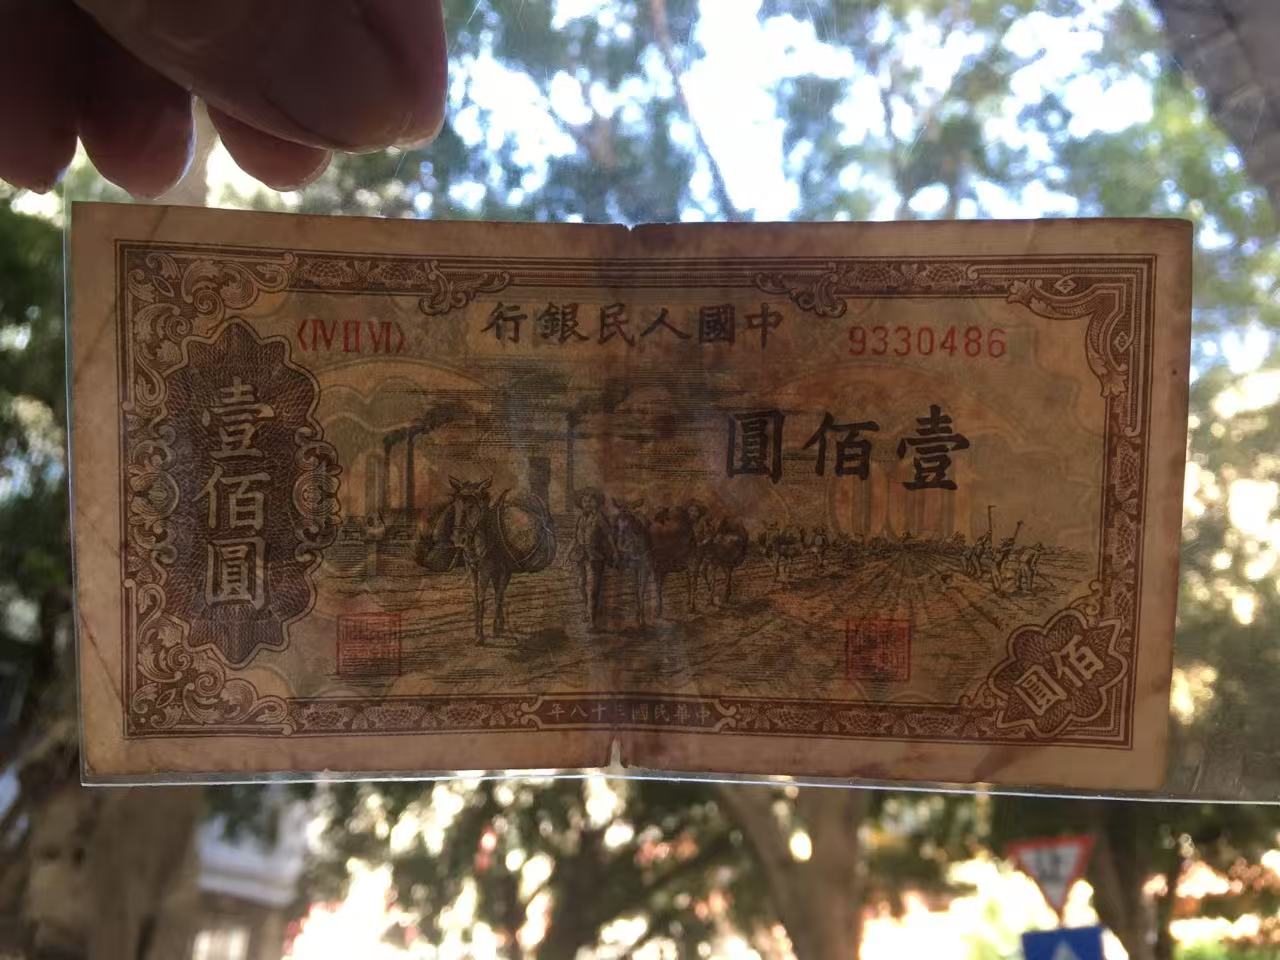 中國人民銀行
〈IV II VI〉
9330486
壹佰圓
壹佰圓
佰圓
中華民國三十八年